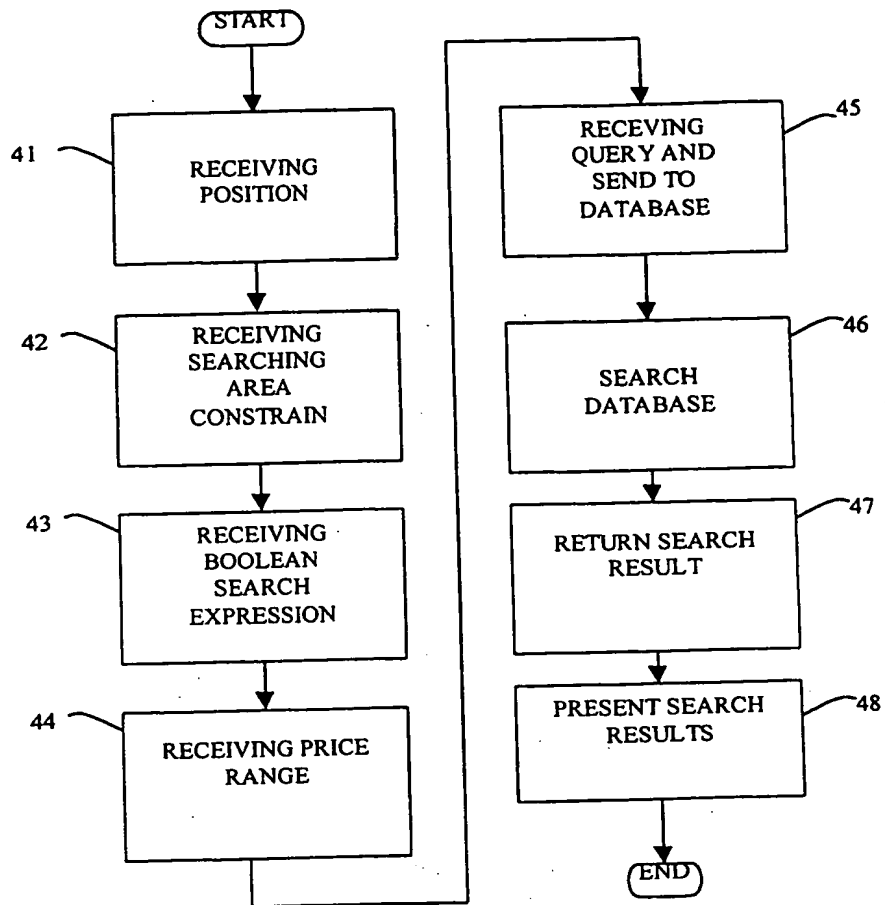 START
41
RECEIVING
POSITION
42
RECEIVING
SEARCHING
AREA
CONSTRAIN
43
RECEIVING
BOOLEAN
SEARCH
EXPRESSION
44
RECEIVING PRICE
RANGE
45
RECEVING
QUERY AND
SEND TO
DATABASE
46
SEARCH
DATABASE
47
RETURN SEARCH
RESULT
48
PRESENT SEARCH
RESULTS
END